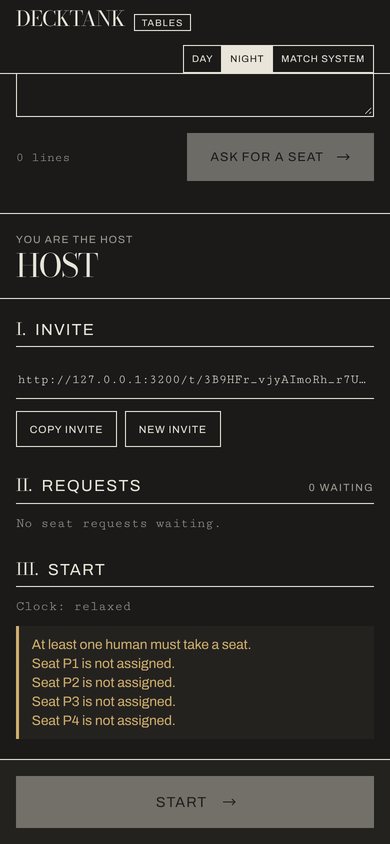 DECKTANK TABLES
DAY NIGHT MATCH SYSTEM
0 lines
ASK FOR A SEAT →
YOU ARE THE HOST
HOST
I. INVITE
http://127.0.0.1:3200/t/3B9HFr_vjyAImoRh_r7U…
COPY INVITE NEW INVITE
II. REQUESTS 0 WAITING
No seat requests waiting.
III. START
Clock: relaxed
At least one human must take a seat.
Seat P1 is not assigned.
Seat P2 is not assigned.
Seat P3 is not assigned.
Seat P4 is not assigned.
START →